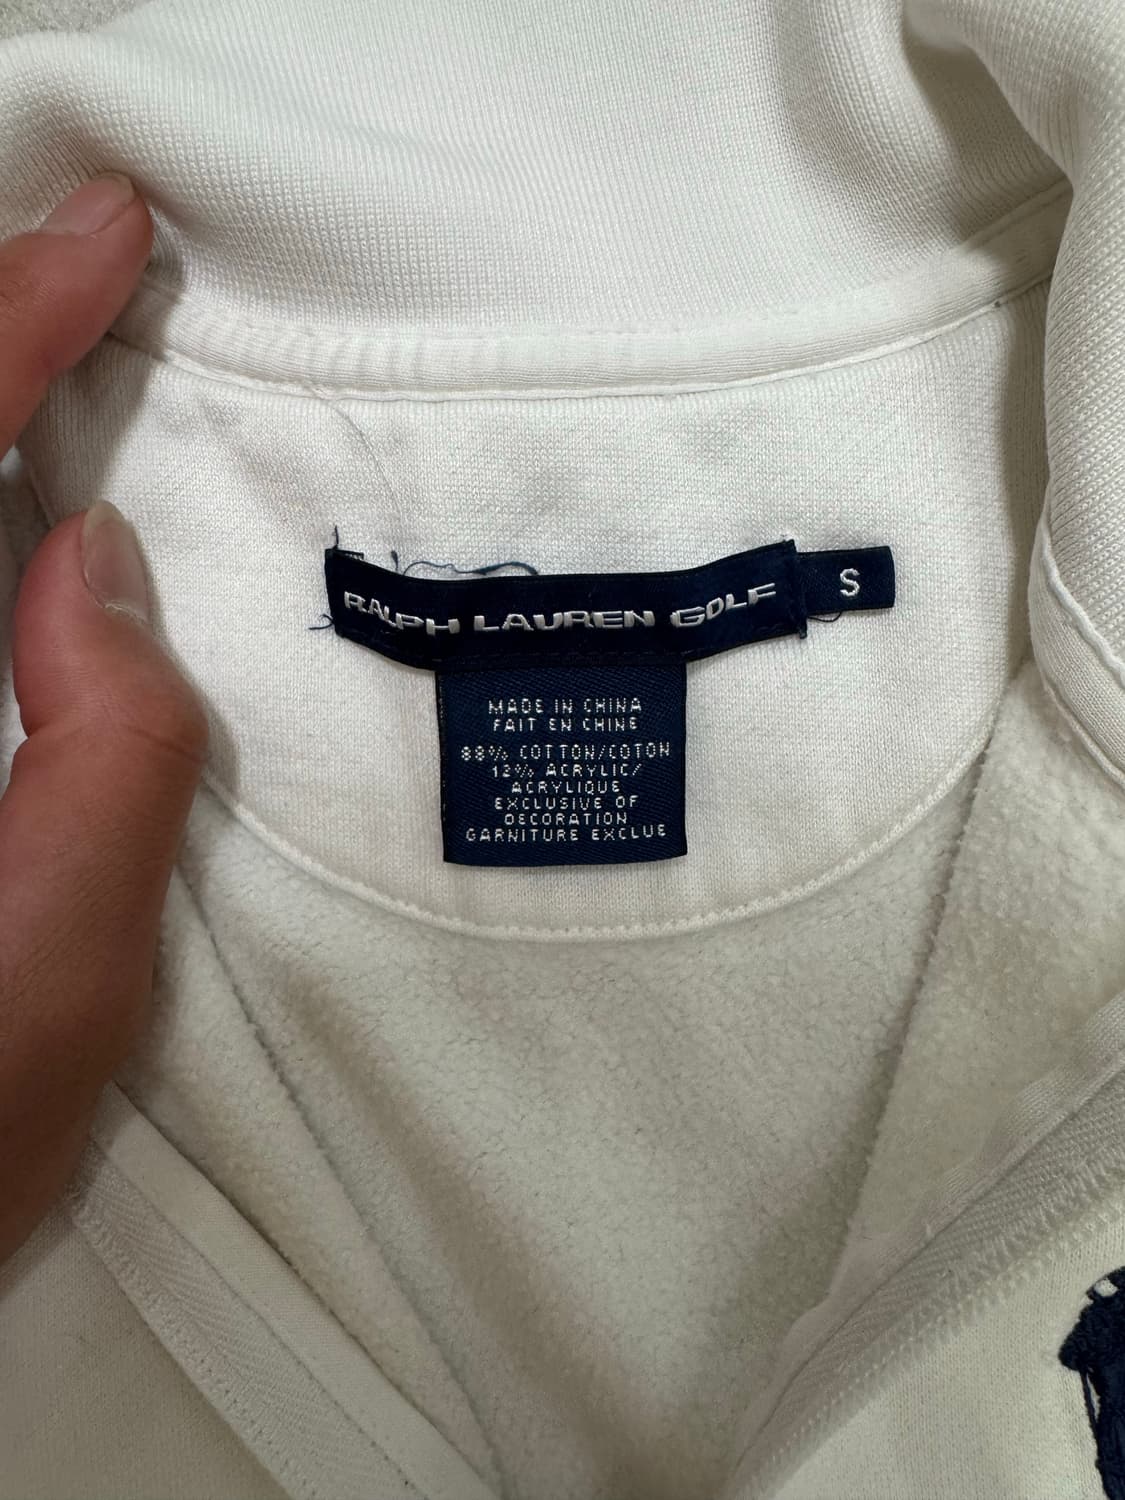 RALPH LAUREN GOLF
S
MADE IN CHINA
FAIT EN CHINE
88% COTTON/COTON
12% ACRYLIC/
ACRYLIQUE
EXCLUSIVE OF
DECORATION
GARNITURE EXCLUE